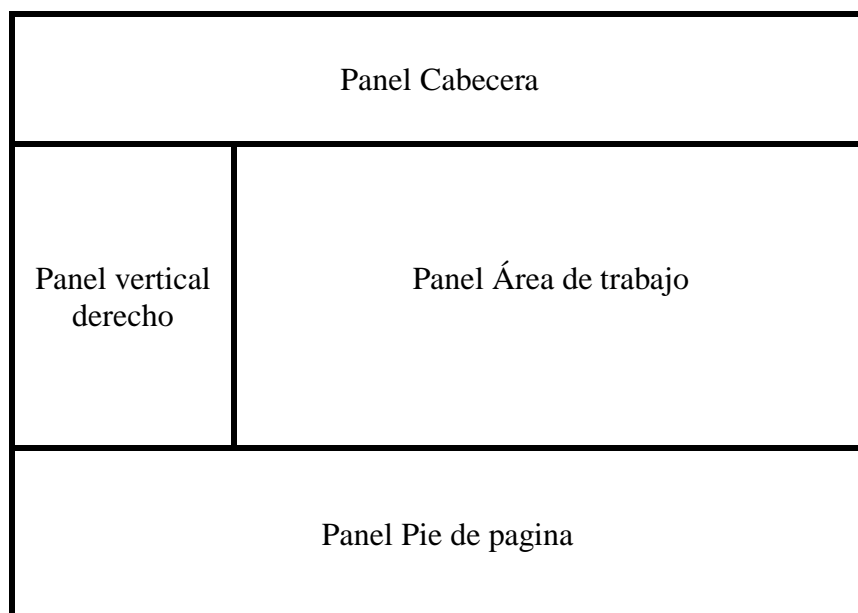 Panel Cabecera
Panel vertical
derecho
Panel Área de trabajo
Panel Pie de pagina